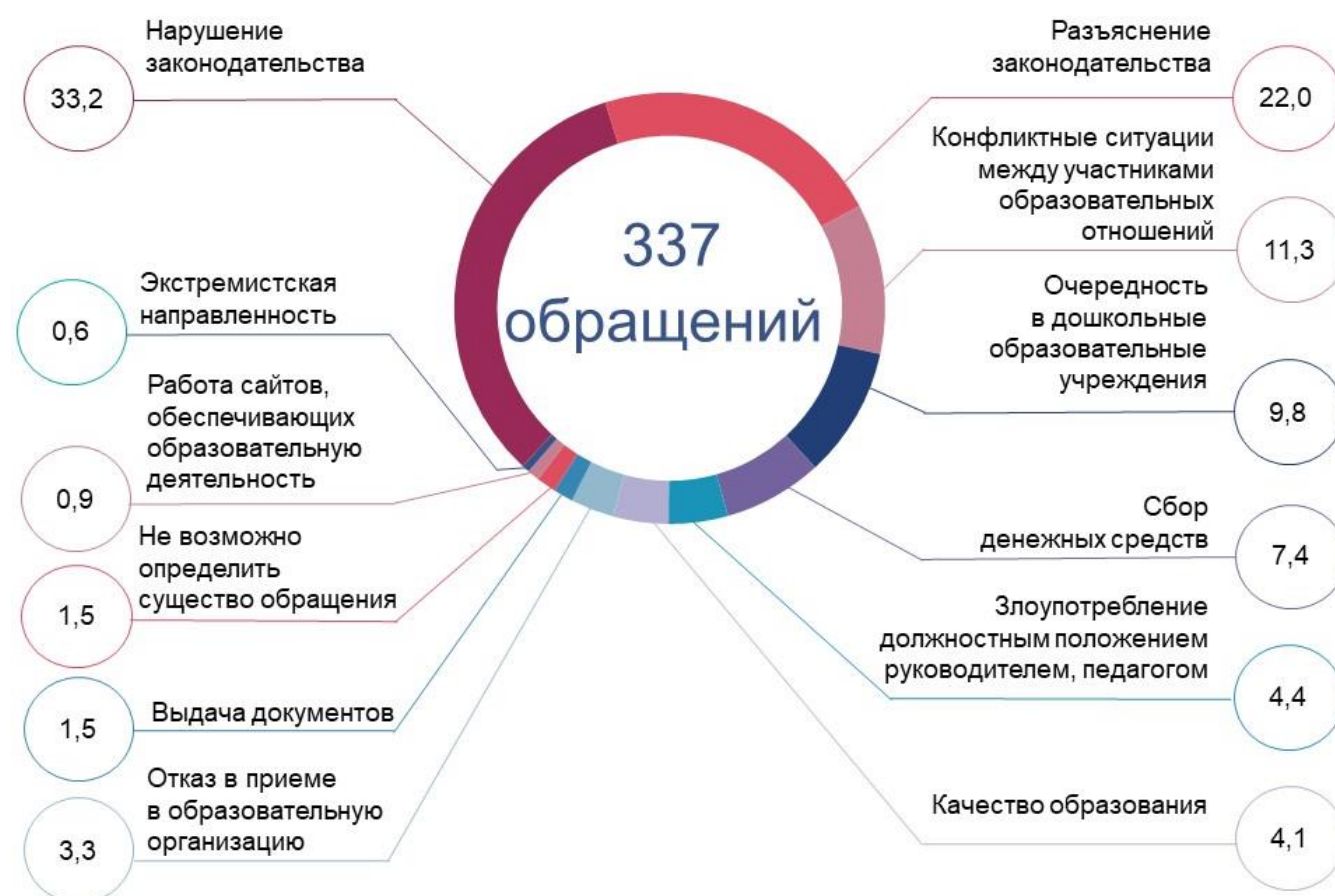 Нарушение
законодательства
33,2
Разъяснение
законодательства
22,0
Конфликтные ситуации
между участниками
образовательных
отношений
11,3
337
обращений
Экстремистская
направленность
0,6
Очередность
в дошкольные
образовательные
учреждения
9,8
Работа сайтов,
обеспечивающих
образовательную
деятельность
0,9
Сбор
денежных средств
7,4
Не возможно
определить
существо обращения
1,5
Злоупотребление
должностным положением
руководителем, педагогом
4,4
Выдача документов
1,5
Отказ в приеме
в образовательную
организацию
3,3
Качество образования
4,1